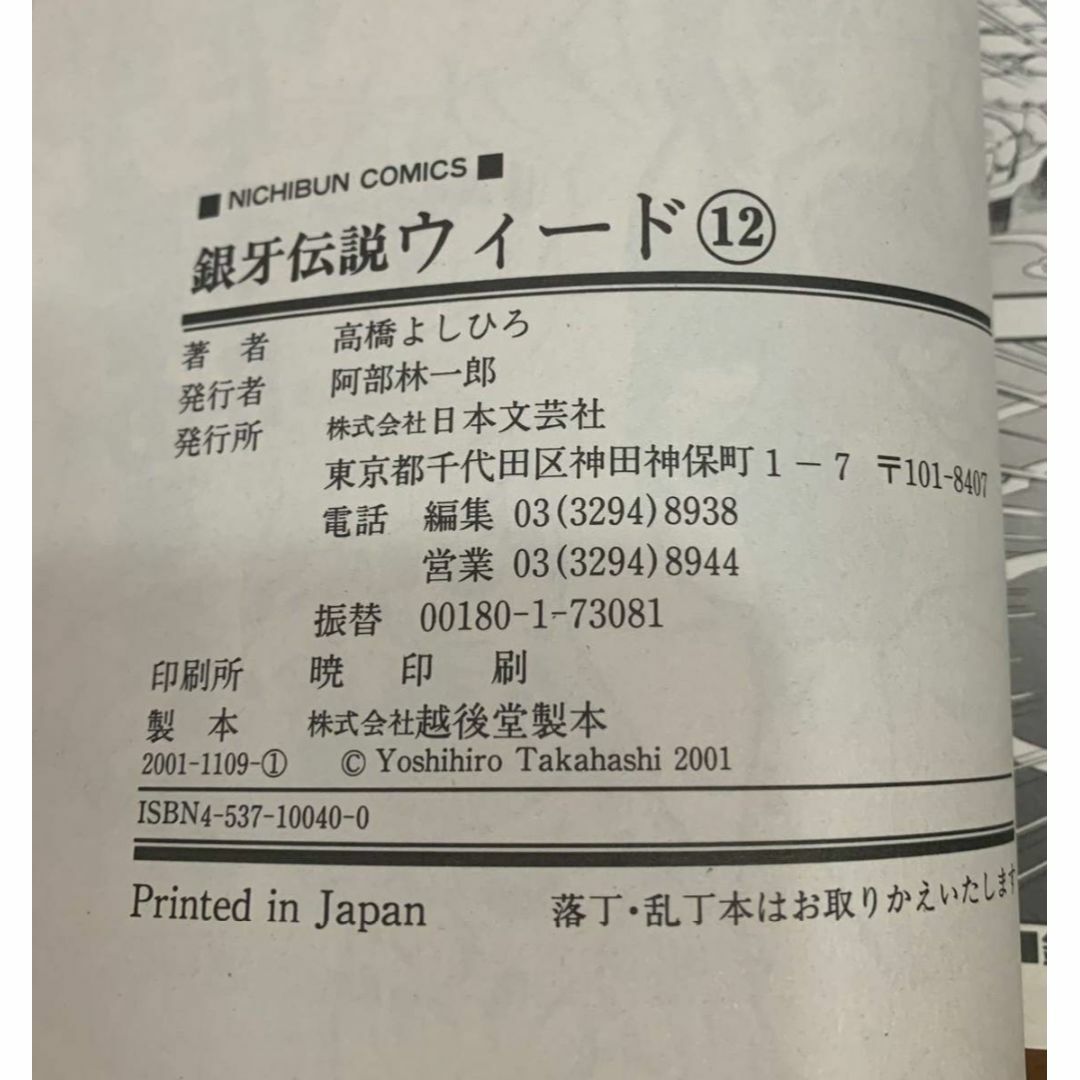 ■ NICHIBUN COMICS ■
銀牙伝説ウィード⑫
著 者 高橋よしひろ
発行者 阿部林一郎
発行所 株式会社日本文芸社
東京都千代田区神田神保町1-7 〒101-8407
電話 編集 03(3294)8938
営業 03(3294)8944
振替 00180-1-73081
印刷所 暁 印 刷
製 本 株式会社越後堂製本
2001-1109-① © Yoshihiro Takahashi 2001
ISBN4-537-10040-0
Printed in Japan 落丁・乱丁本はお取りかえいたします